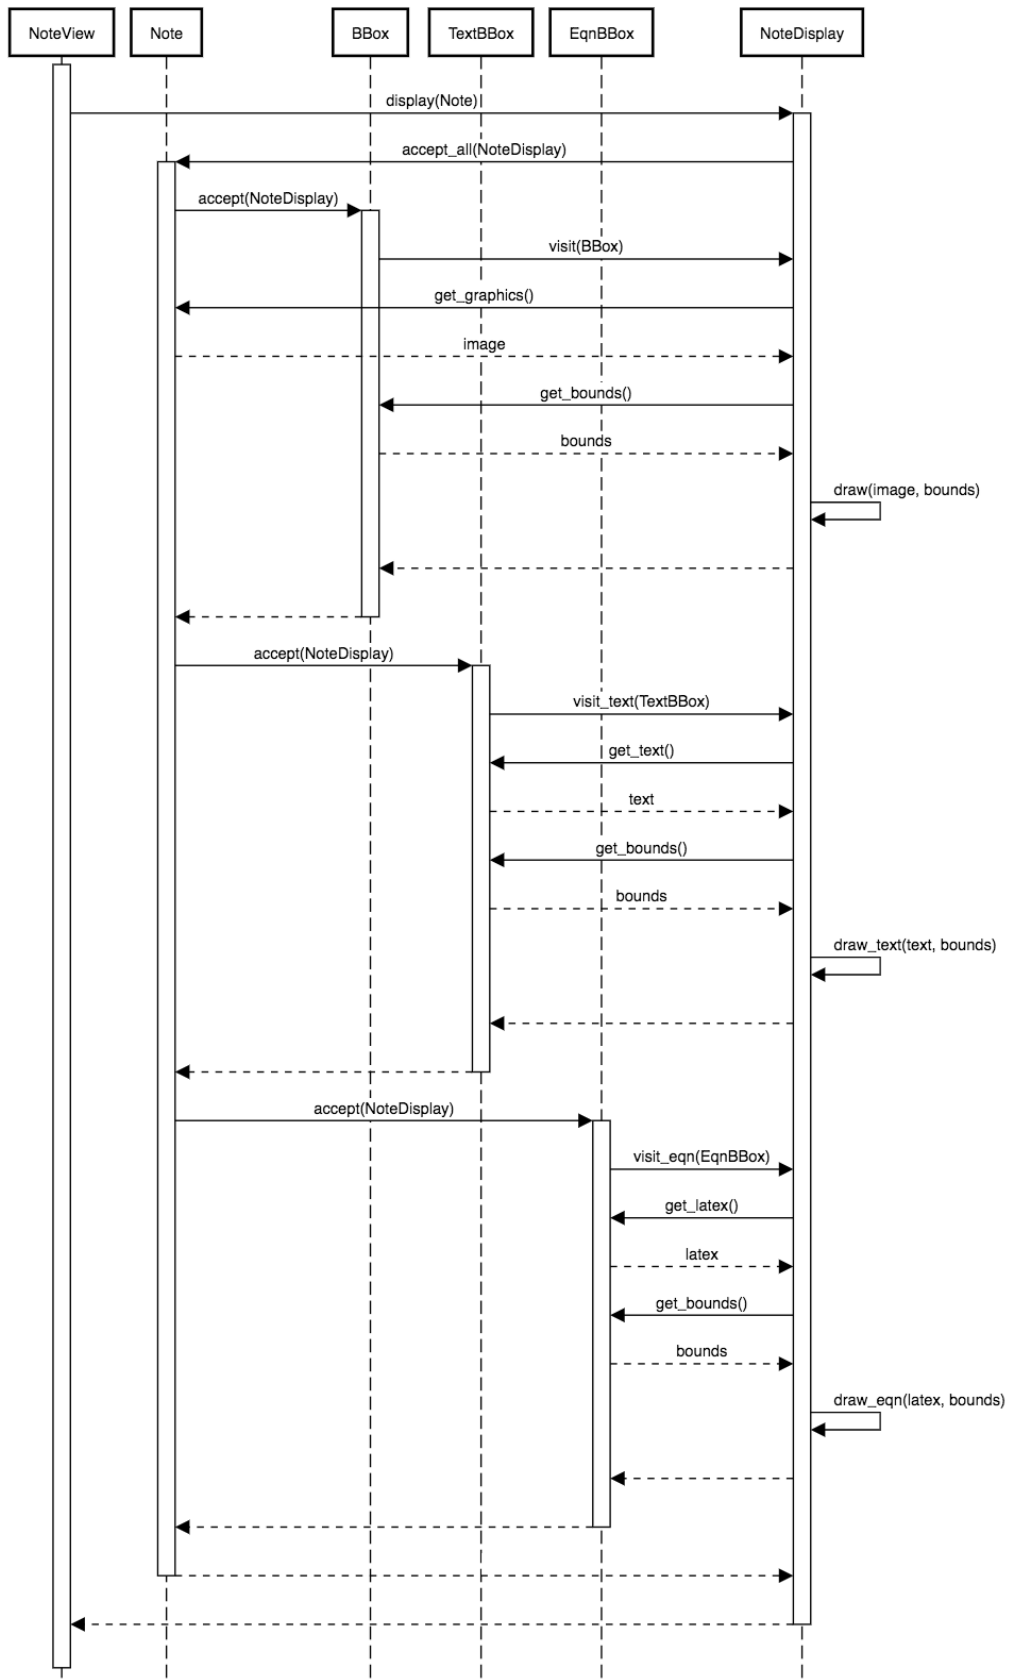 NoteView
Note
BBox
TextBBox
EqnBBox
NoteDisplay
display(Note)
accept_all(NoteDisplay)
accept(NoteDisplay)
visit(BBox)
get_graphics()
image
get_bounds()
bounds
draw(image, bounds)
accept(NoteDisplay)
visit_text(TextBBox)
get_text()
text
get_bounds()
bounds
draw_text(text, bounds)
accept(NoteDisplay)
visit_eqn(EqnBBox)
get_latex()
latex
get_bounds()
bounds
draw_eqn(latex, bounds)